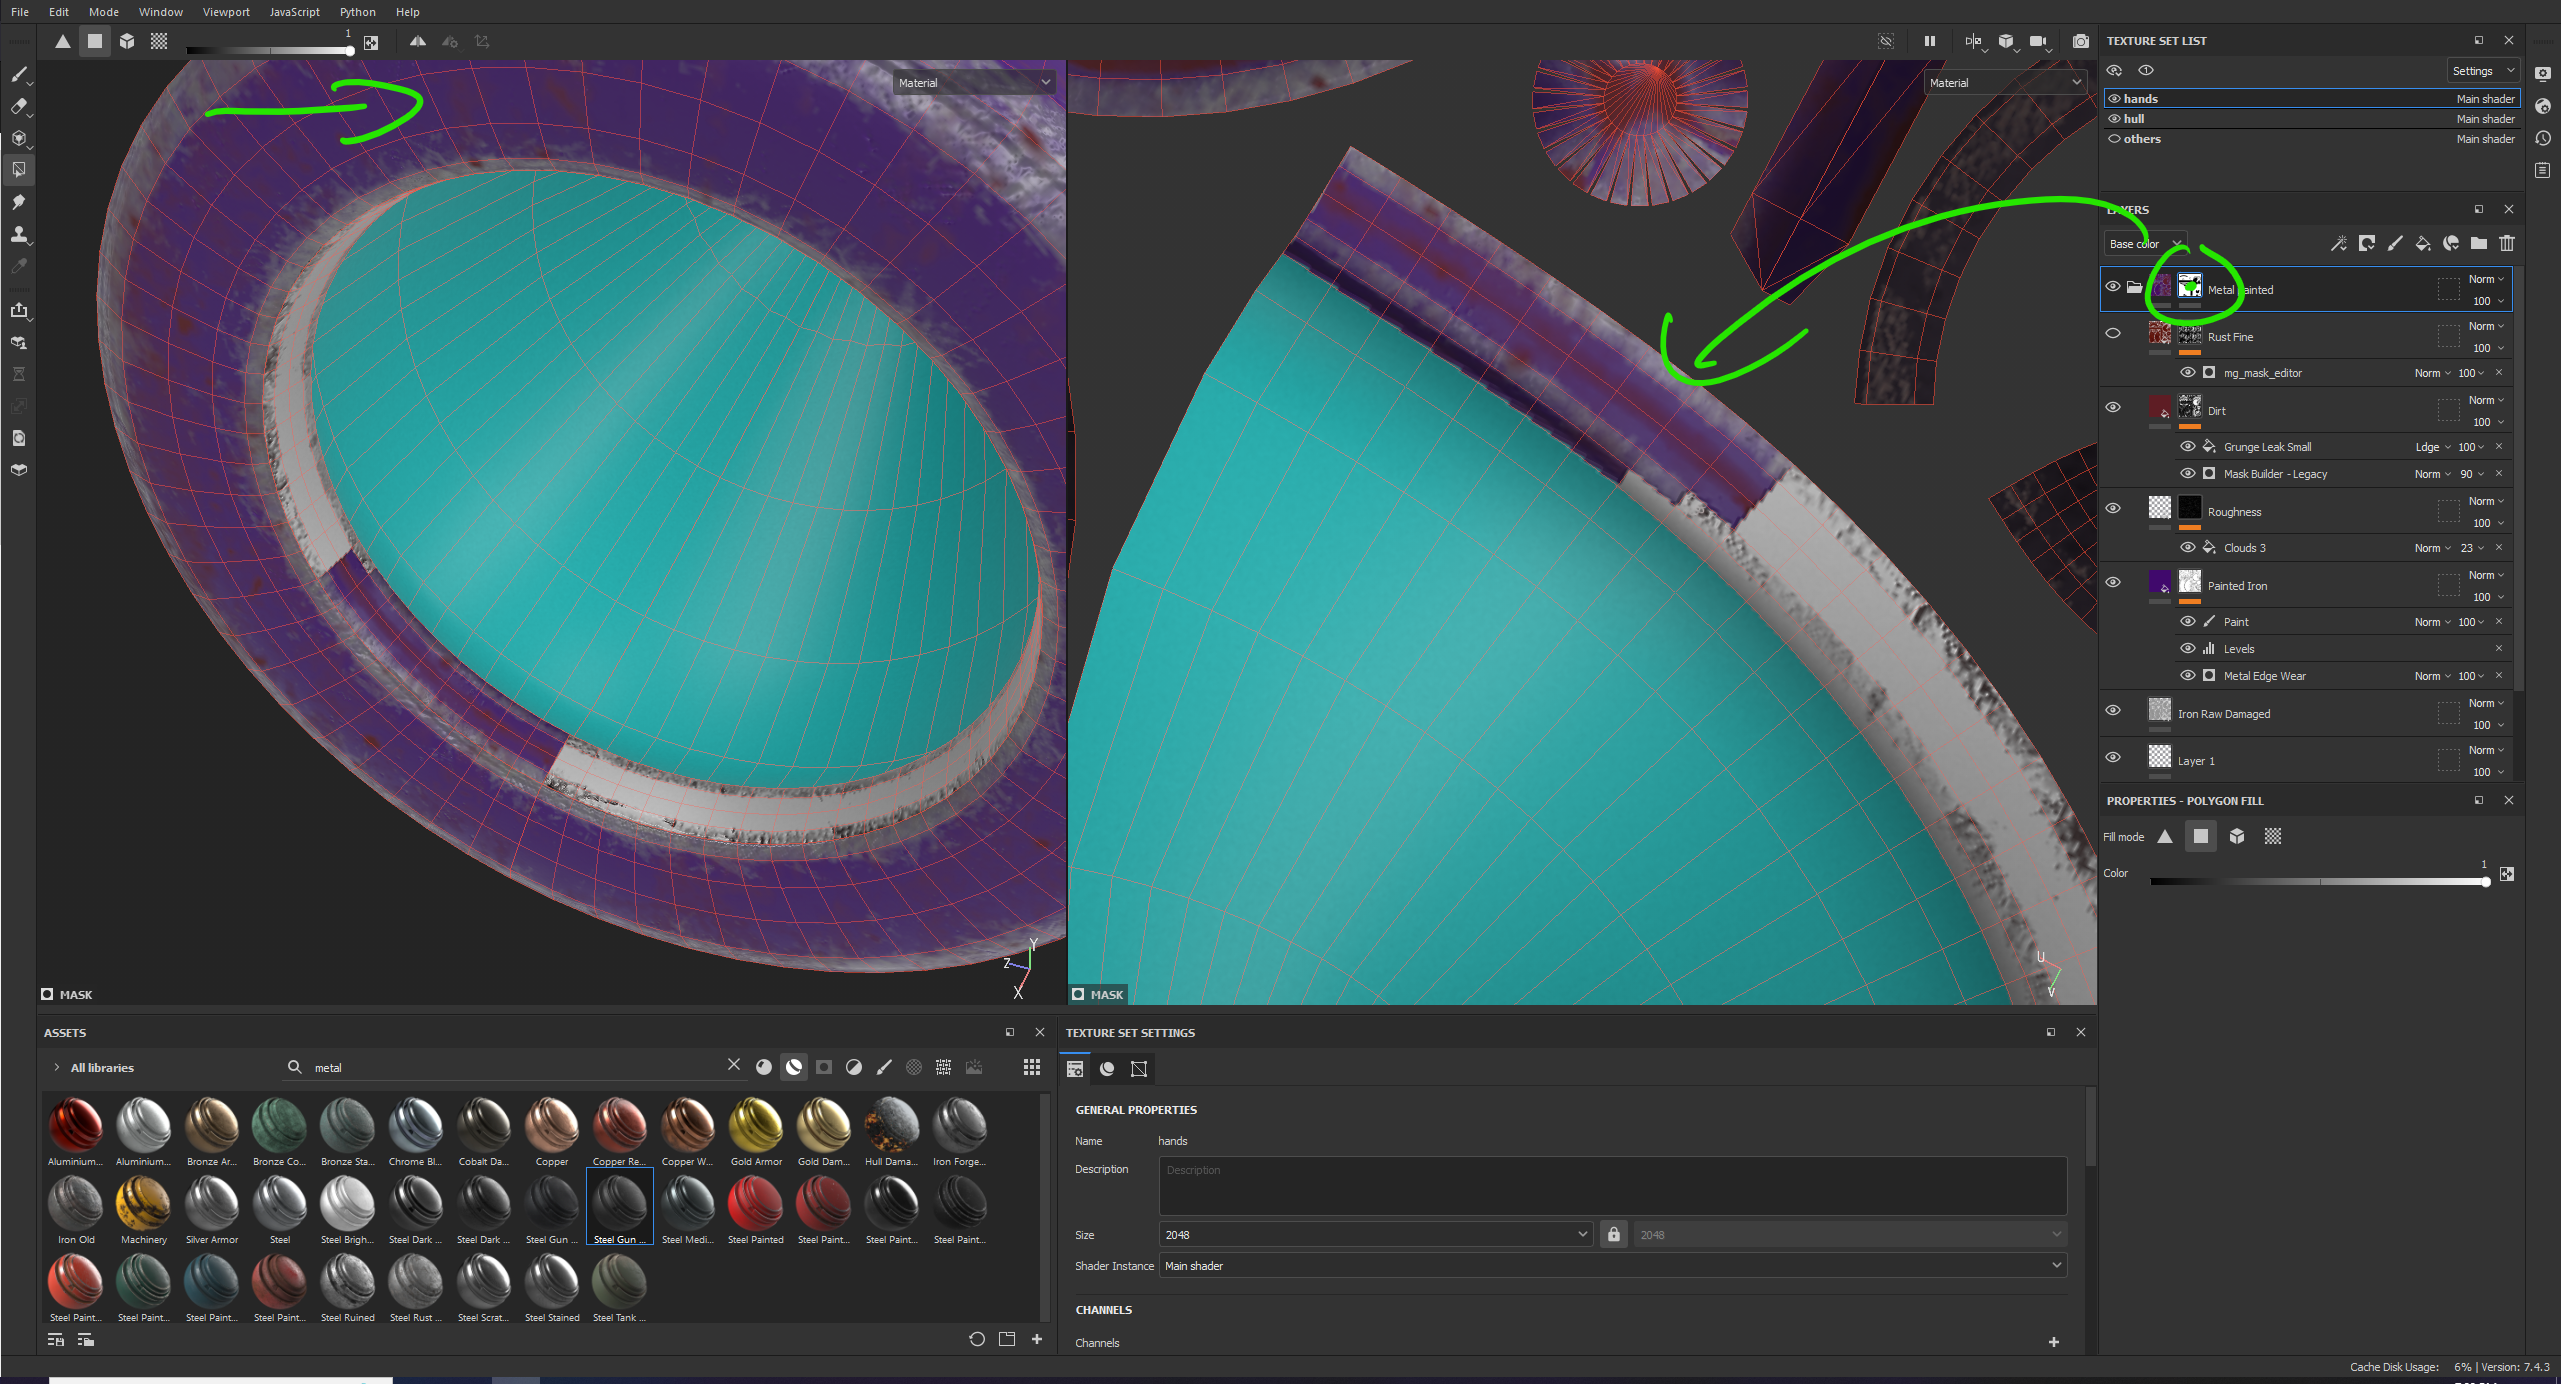 File Edit Mode Window Viewport JavaScript Python Help
1
Material
Material
MASK
MASK
Y
Z
X
U
V
TEXTURE SET LIST
Settings
hands Main shader
hull Main shader
others Main shader
LAYERS
Base color
Metal Painted Norm 100
Rust Fine Norm 100
mg_mask_editor Norm 100
Dirt Norm 100
Grunge Leak Small Ldge 100
Mask Builder - Legacy Norm 90
Roughness Norm 100
Clouds 3 Norm 23
Painted Iron Norm 100
Paint Norm 100
Levels
Metal Edge Wear Norm 100
Iron Raw Damaged Norm 100
Layer 1 Norm 100
PROPERTIES - POLYGON FILL
Fill mode
1
Color
ASSETS
All libraries metal
Aluminium... Aluminium... Bronze Ar... Bronze Co... Bronze Sta... Chrome Bl... Cobalt Da... Copper Copper Re... Copper W... Gold Armor Gold Dam... Hull Dama... Iron Forge...
Iron Old Machinery Silver Armor Steel Steel Brigh... Steel Dark ... Steel Dark ... Steel Gun ... Steel Gun ... Steel Medi... Steel Painted Steel Paint... Steel Paint... Steel Paint...
Steel Paint... Steel Paint... Steel Paint... Steel Paint... Steel Ruined Steel Rust ... Steel Scrat... Steel Stained Steel Tank ...
TEXTURE SET SETTINGS
GENERAL PROPERTIES
Name hands
Description Description
Size 2048 2048
Shader Instance Main shader
CHANNELS
Channels
Cache Disk Usage: 6% | Version: 7.4.3